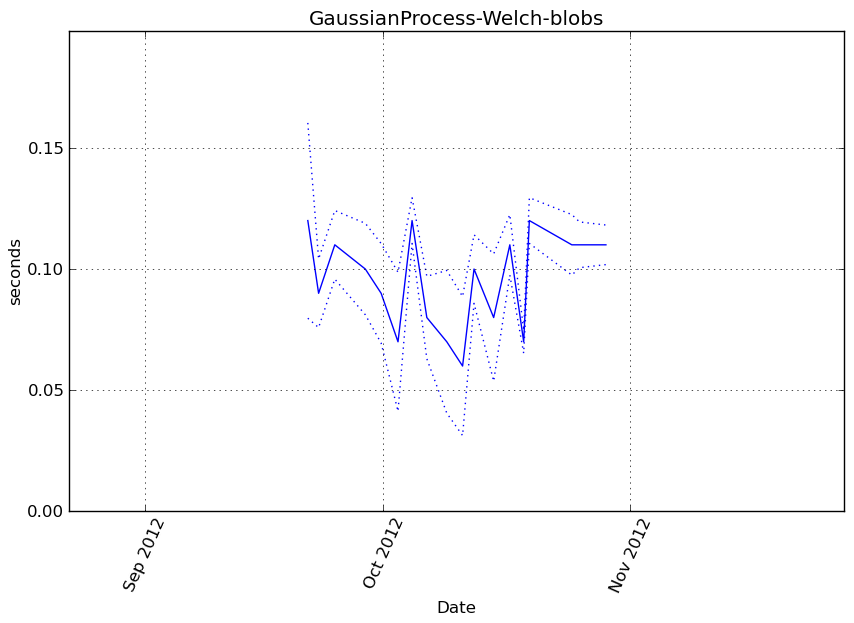 GaussianProcess-Welch-blobs
0.15
0.10
0.05
0.00
seconds
Sep 2012
Oct 2012
Nov 2012
Date